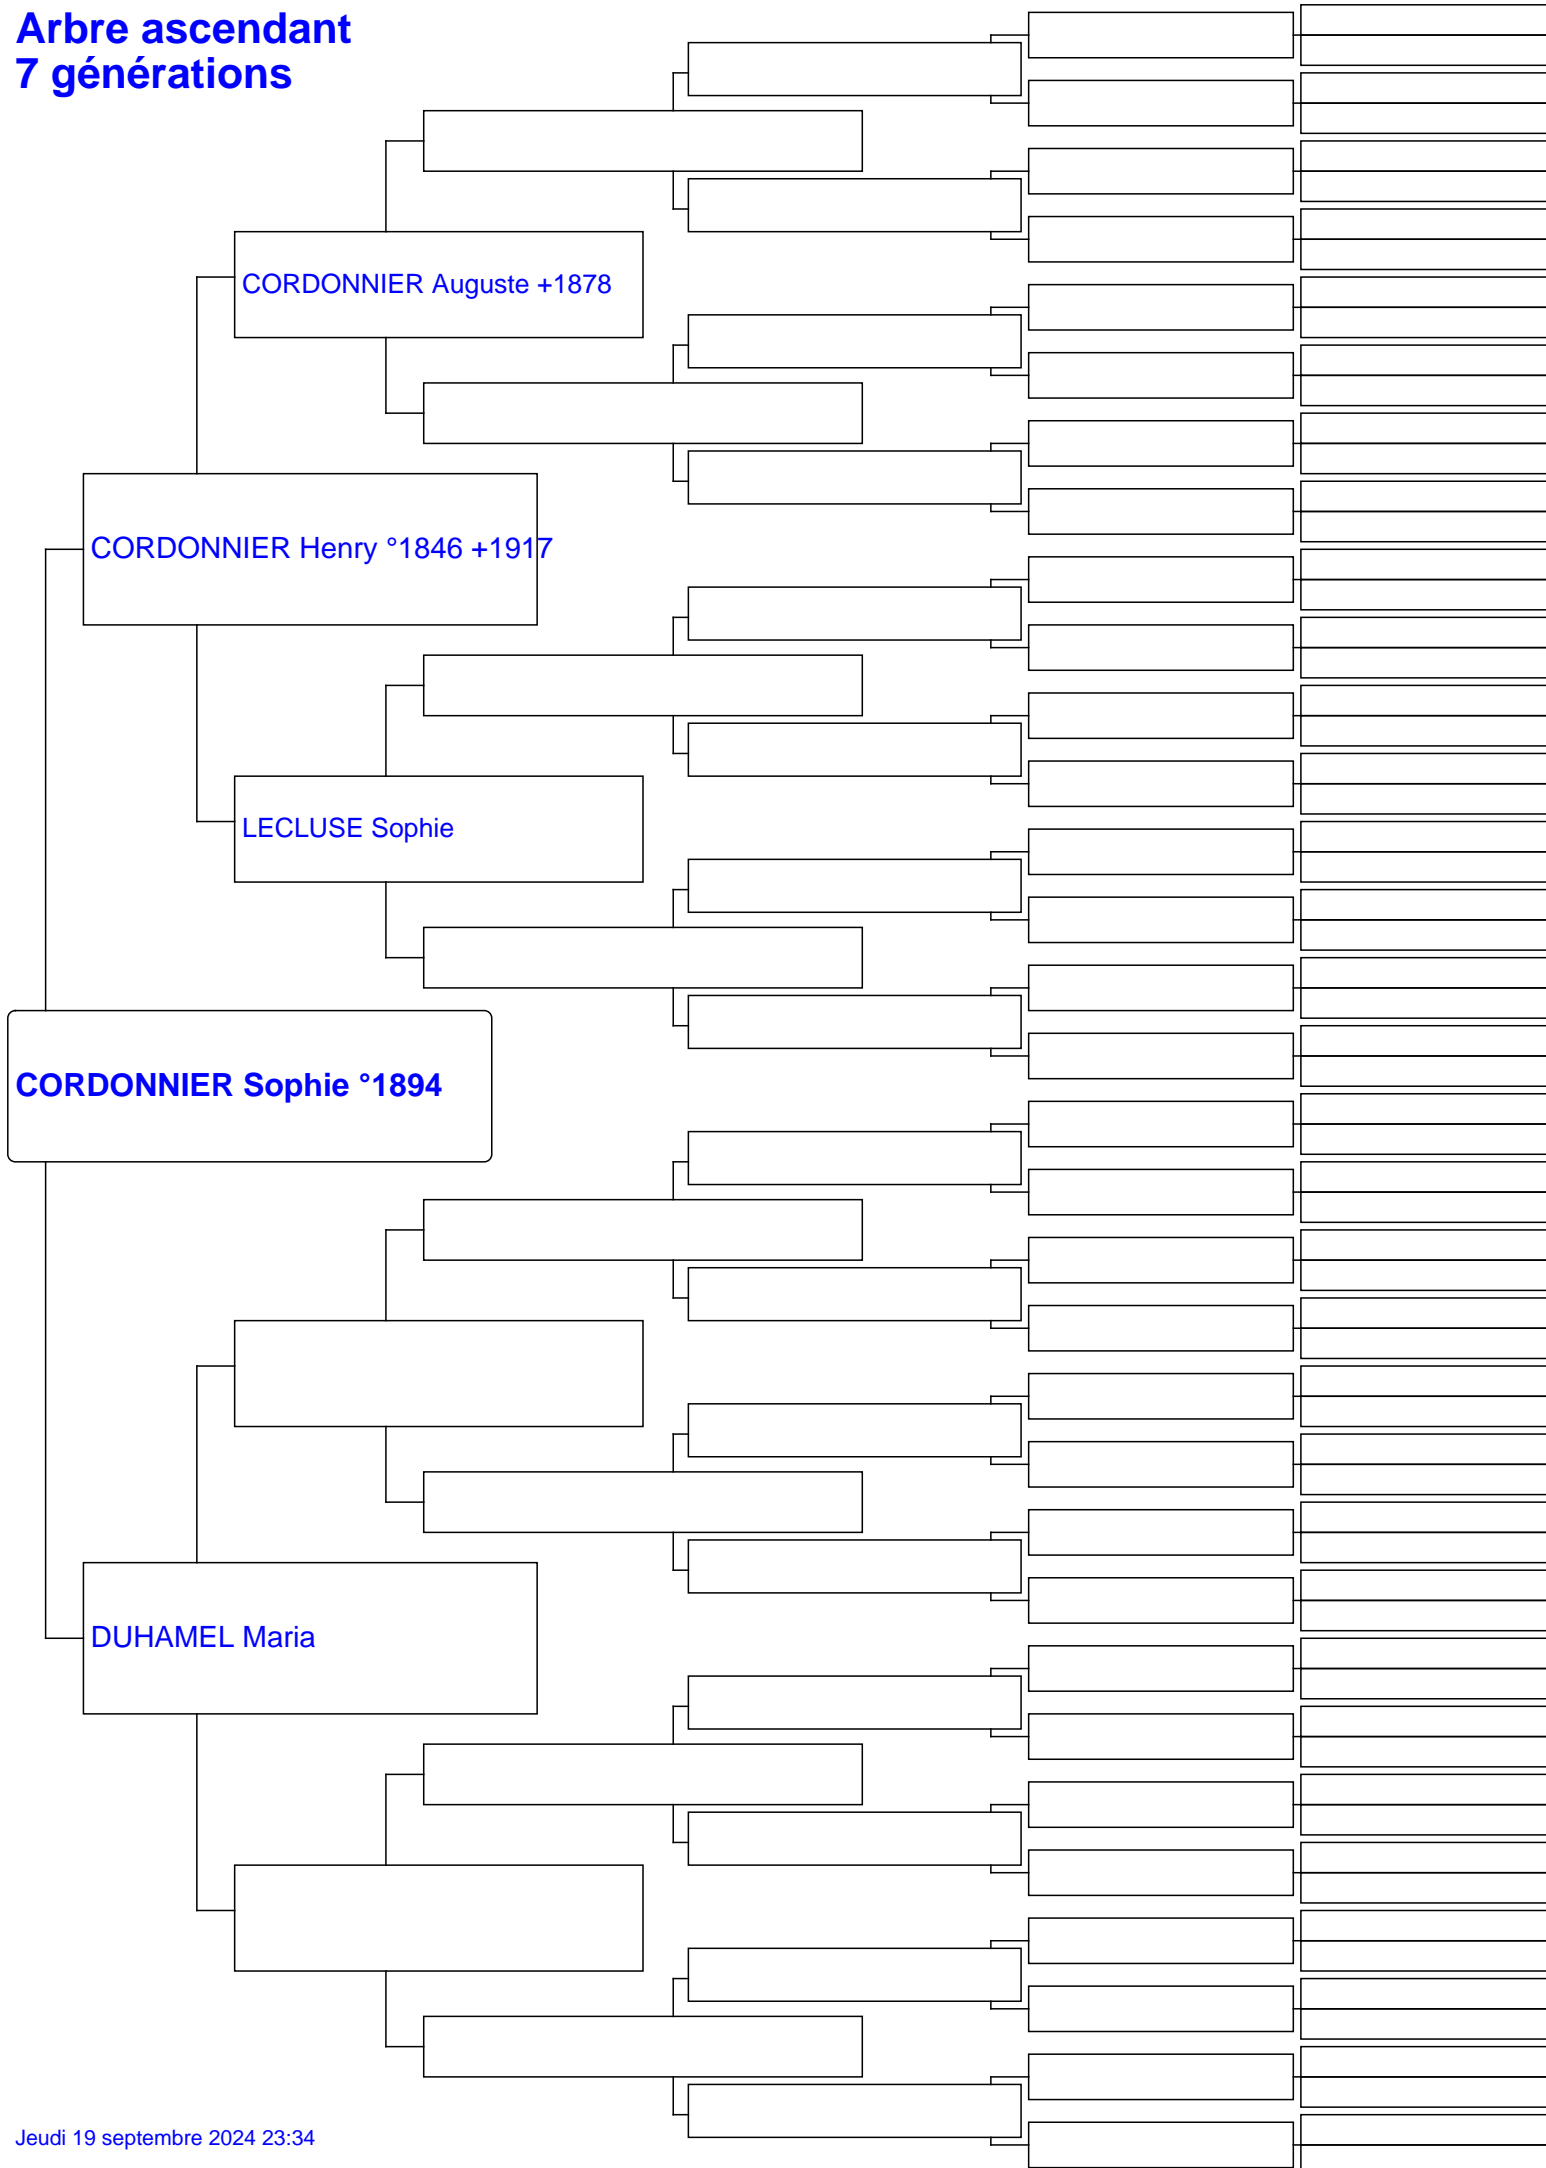 Arbre ascendant
7 générations
CORDONNIER Auguste +1878
CORDONNIER Henry °1846 +1917
LECLUSE Sophie
CORDONNIER Sophie °1894
DUHAMEL Maria
Jeudi 19 septembre 2024 23:34